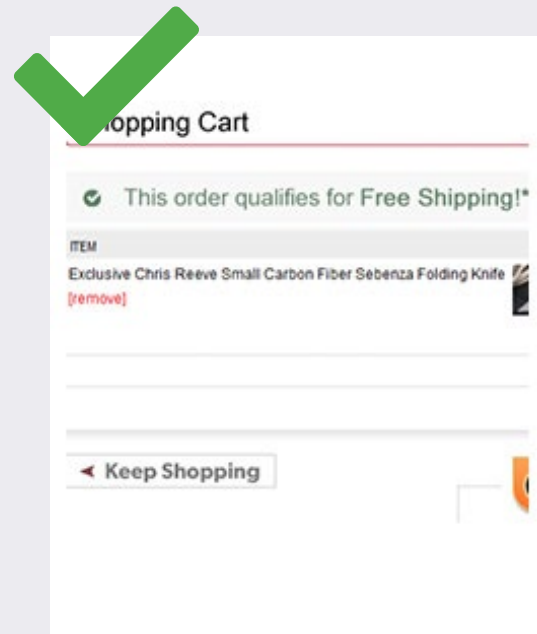 opping Cart
This order qualifies for Free Shipping!*
ITEM
Exclusive Chris Reeve Small Carbon Fiber Sebenza Folding Knife
[remove]
Keep Shopping